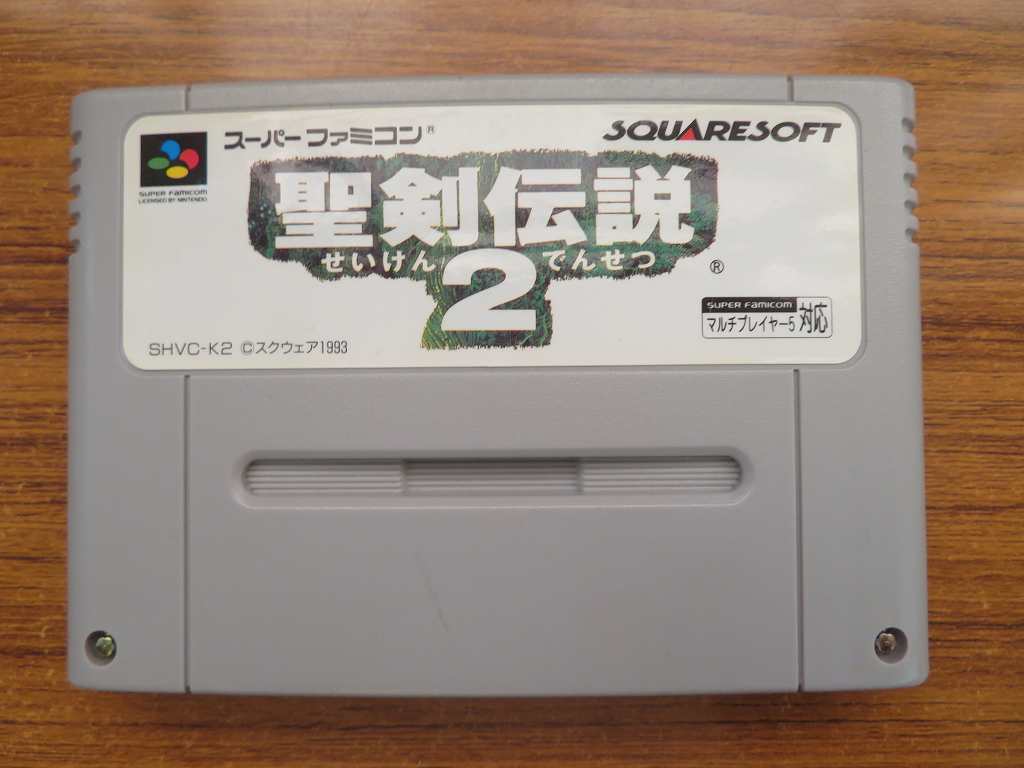 スーパーファミコン®
SQUARESOFT
SUPER FAMICOM
LICENSED BY NINTENDO
聖剣伝説
せいけんでんせつ
2
®
SUPER FAMICOM
マルチプレイヤー5 対応
SHVC-K2 ©スクウェア1993